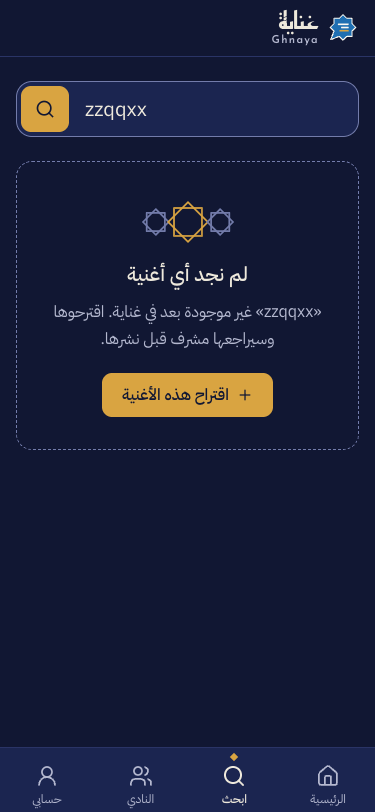 غناية
Ghnaya
zzqqxx
لم نجد أي أغنية
«zzqqxx» غير موجودة بعد في غناية. اقترحوها
وسيراجعها مشرف قبل نشرها.
اقتراح هذه الأغنية
الرئيسية
ابحث
النادي
حسابي